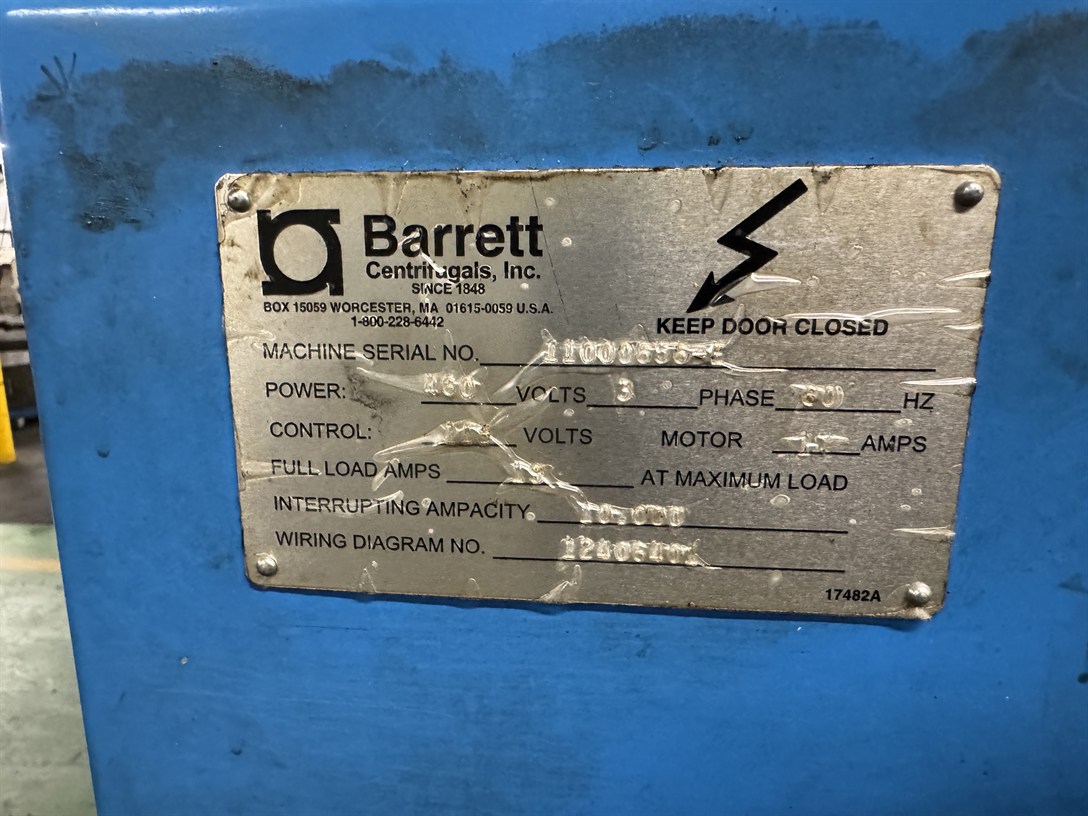 Barrett
Centrifugals, Inc.
SINCE 1848
BOX 15059 WORCESTER, MA 01615-0059 U.S.A.
1-800-228-6442
KEEP DOOR CLOSED
MACHINE SERIAL NO.
POWER: 460 VOLTS 3 PHASE 60 HZ
CONTROL: VOLTS MOTOR AMPS
FULL LOAD AMPS AT MAXIMUM LOAD
INTERRUPTING AMPACITY 10.000
WIRING DIAGRAM NO.
17482A